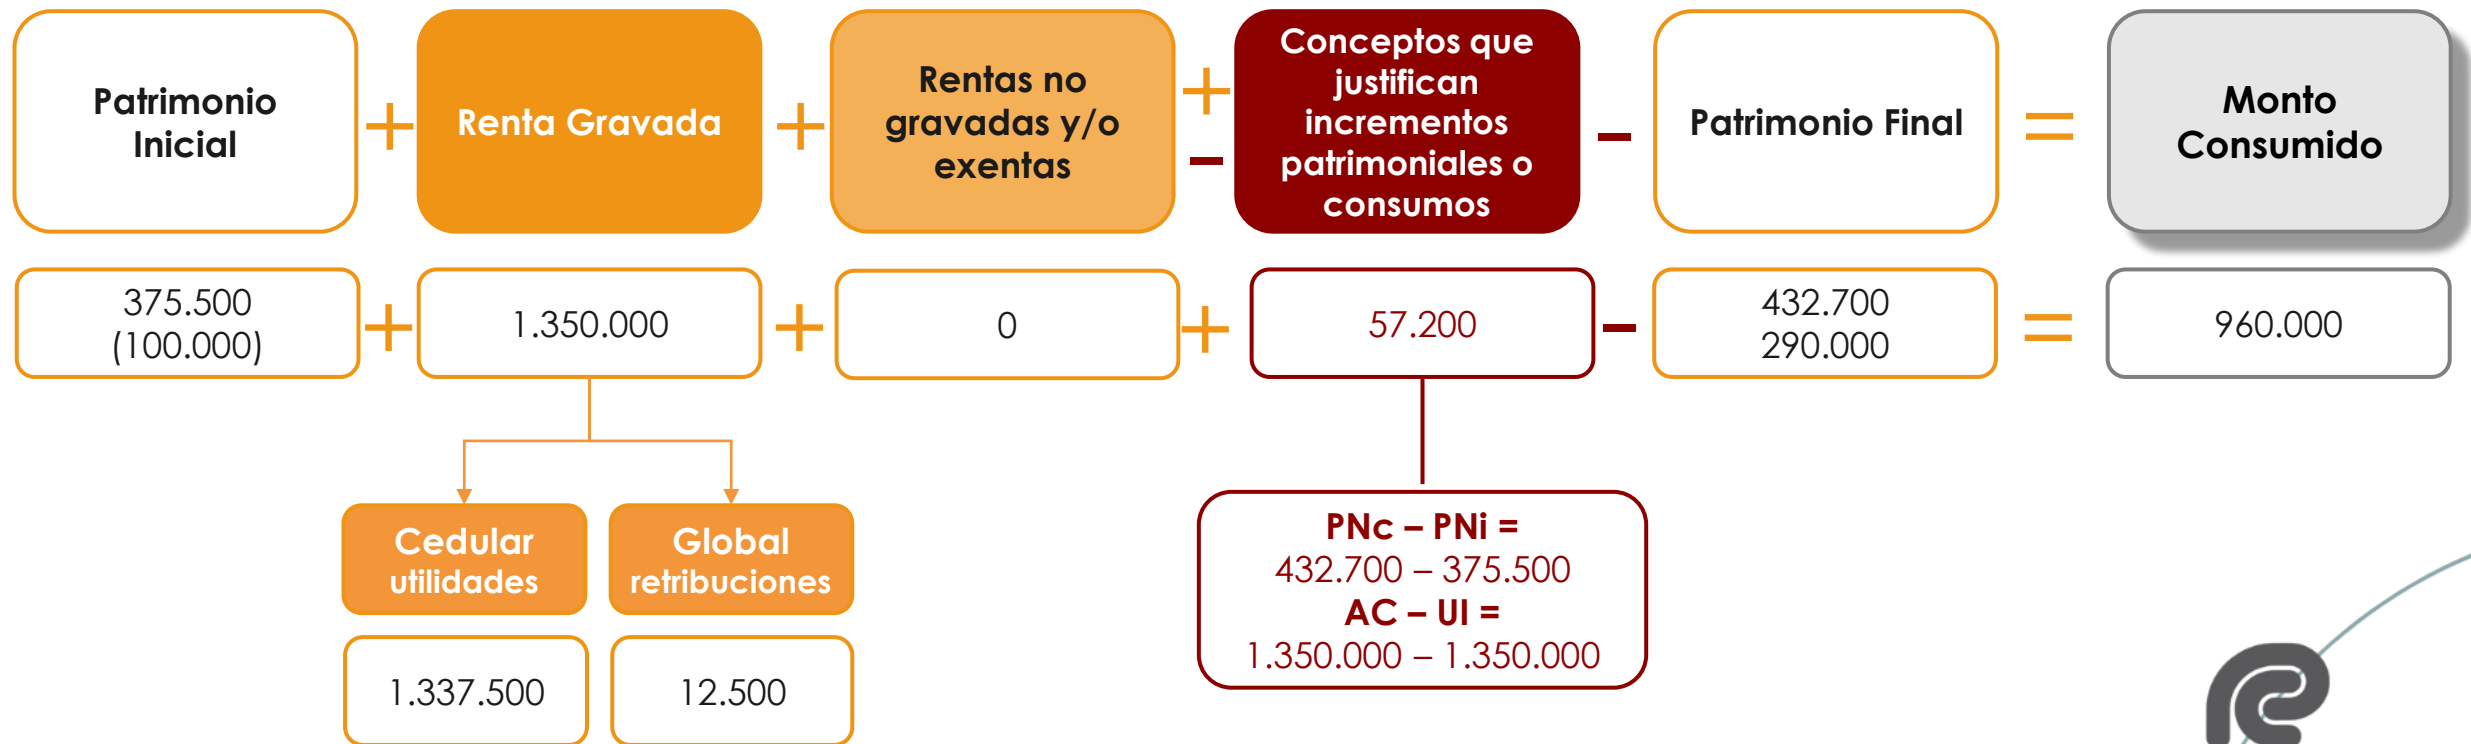 Patrimonio
Inicial
+
Renta Gravada
+
Rentas no
gravadas y/o
exentas
+
–
Conceptos que
justifican
incrementos
patrimoniales o
consumos
–
Patrimonio Final
=
Monto
Consumido
375.500
(100.000)
+
1.350.000
+
0
+
57.200
–
432.700
290.000
=
960.000
Cedular
utilidades
Global
retribuciones
1.337.500
12.500
PNc – PNi =
432.700 – 375.500
AC – UI =
1.350.000 – 1.350.000